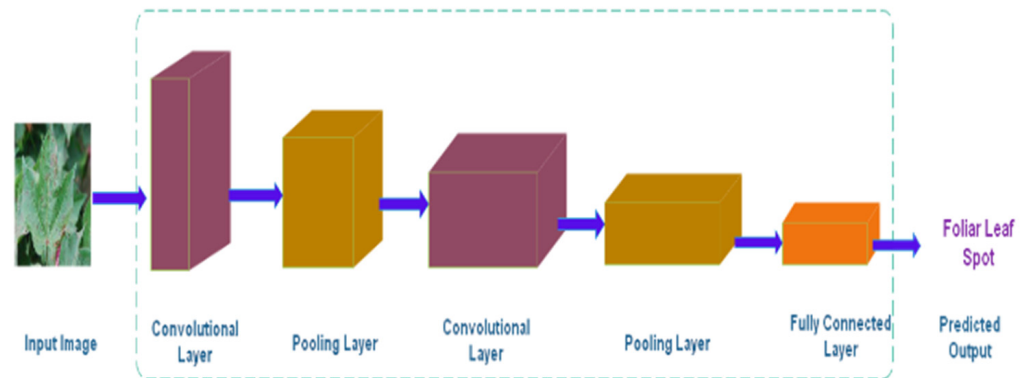 Foliar Leaf
Spot
Input Image
Convolutional
Layer
Pooling Layer
Convolutional
Layer
Pooling Layer
Fully Connected
Layer
Predicted
Output